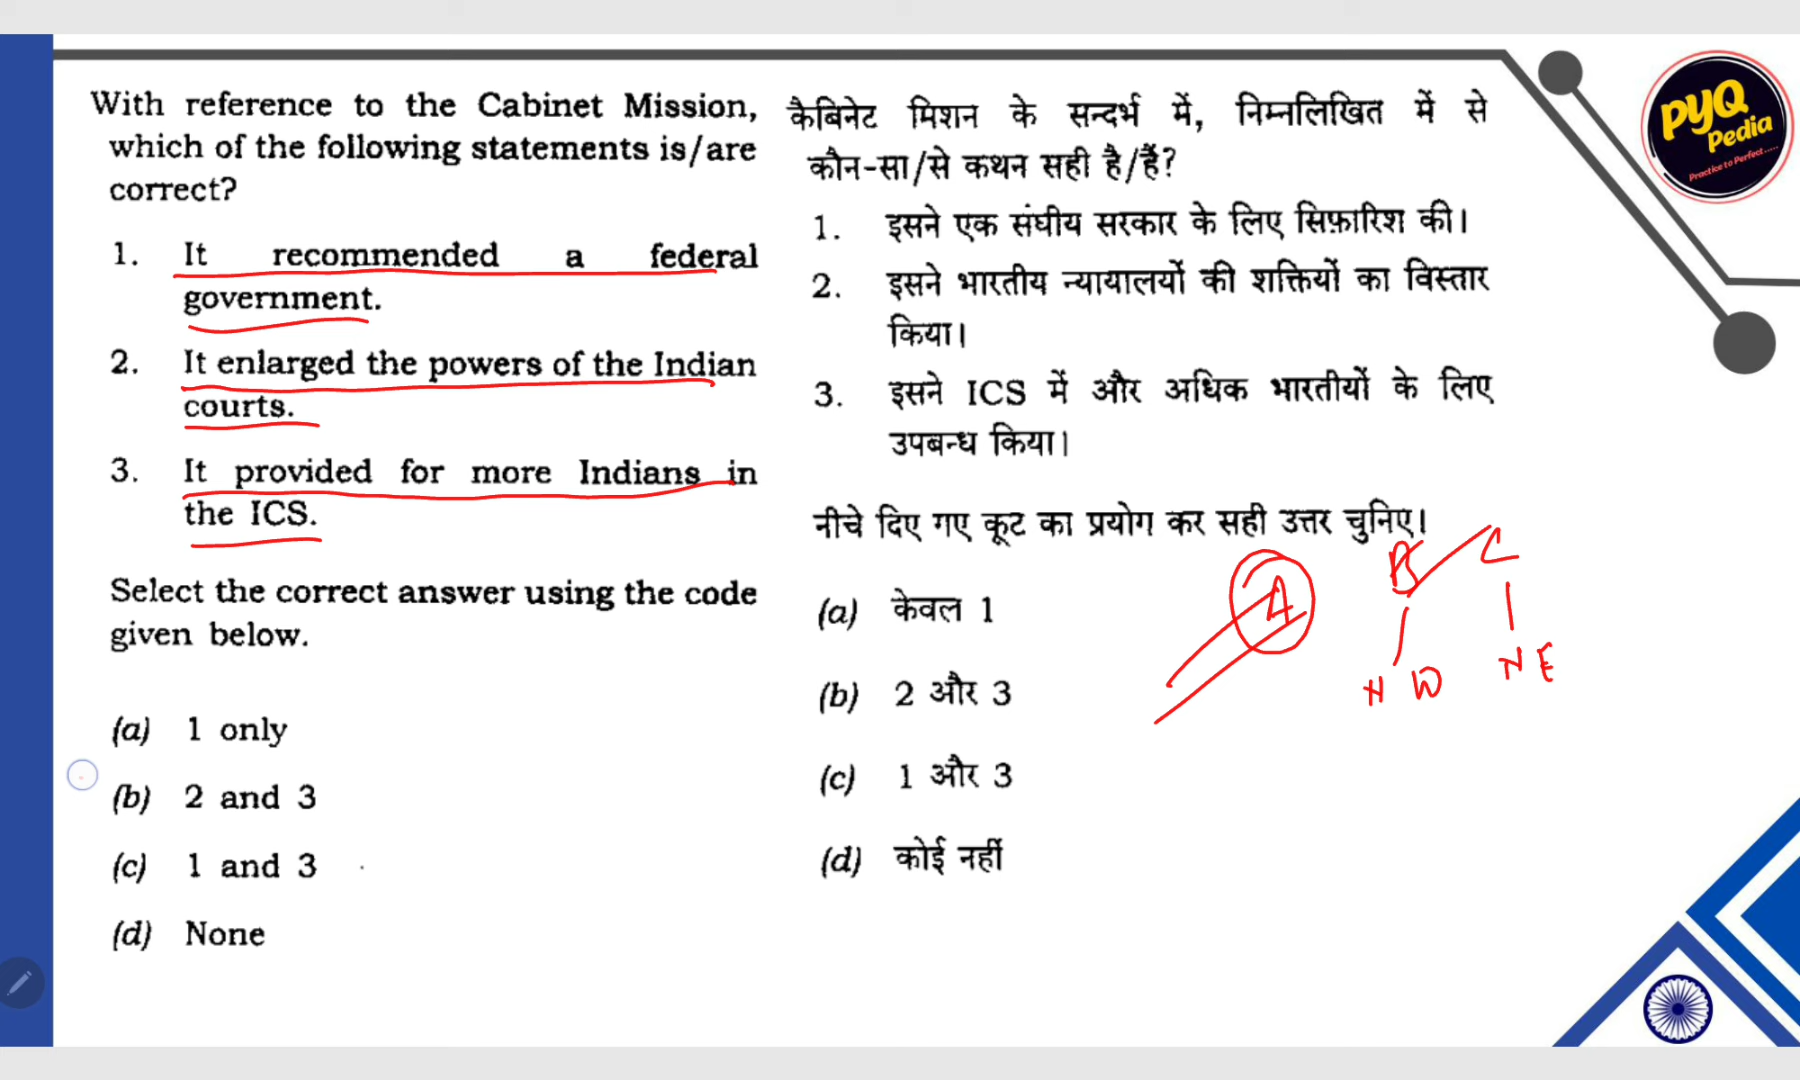 With reference to the Cabinet Mission,
which of the following statements is/are
correct?
1. It recommended a federal
government.
2. It enlarged the powers of the Indian
courts.
3. It provided for more Indians in
the ICS.
Select the correct answer using the code
given below.
(a) 1 only
(b) 2 and 3
(c) 1 and 3
(d) None
कैबिनेट मिशन के सन्दर्भ में, निम्नलिखित में से
कौन-सा/से कथन सही है/हैं?
1. इसने एक संघीय सरकार के लिए सिफ़ारिश की।
2. इसने भारतीय न्यायालयों की शक्तियों का विस्तार
किया।
3. इसने ICS में और अधिक भारतीयों के लिए
उपबन्ध किया।
नीचे दिए गए कूट का प्रयोग कर सही उत्तर चुनिए।
(a) केवल 1
(b) 2 और 3
(c) 1 और 3
(d) कोई नहीं
A B C
N W N E
PYQ
Pedia
Practice to Perfect.....